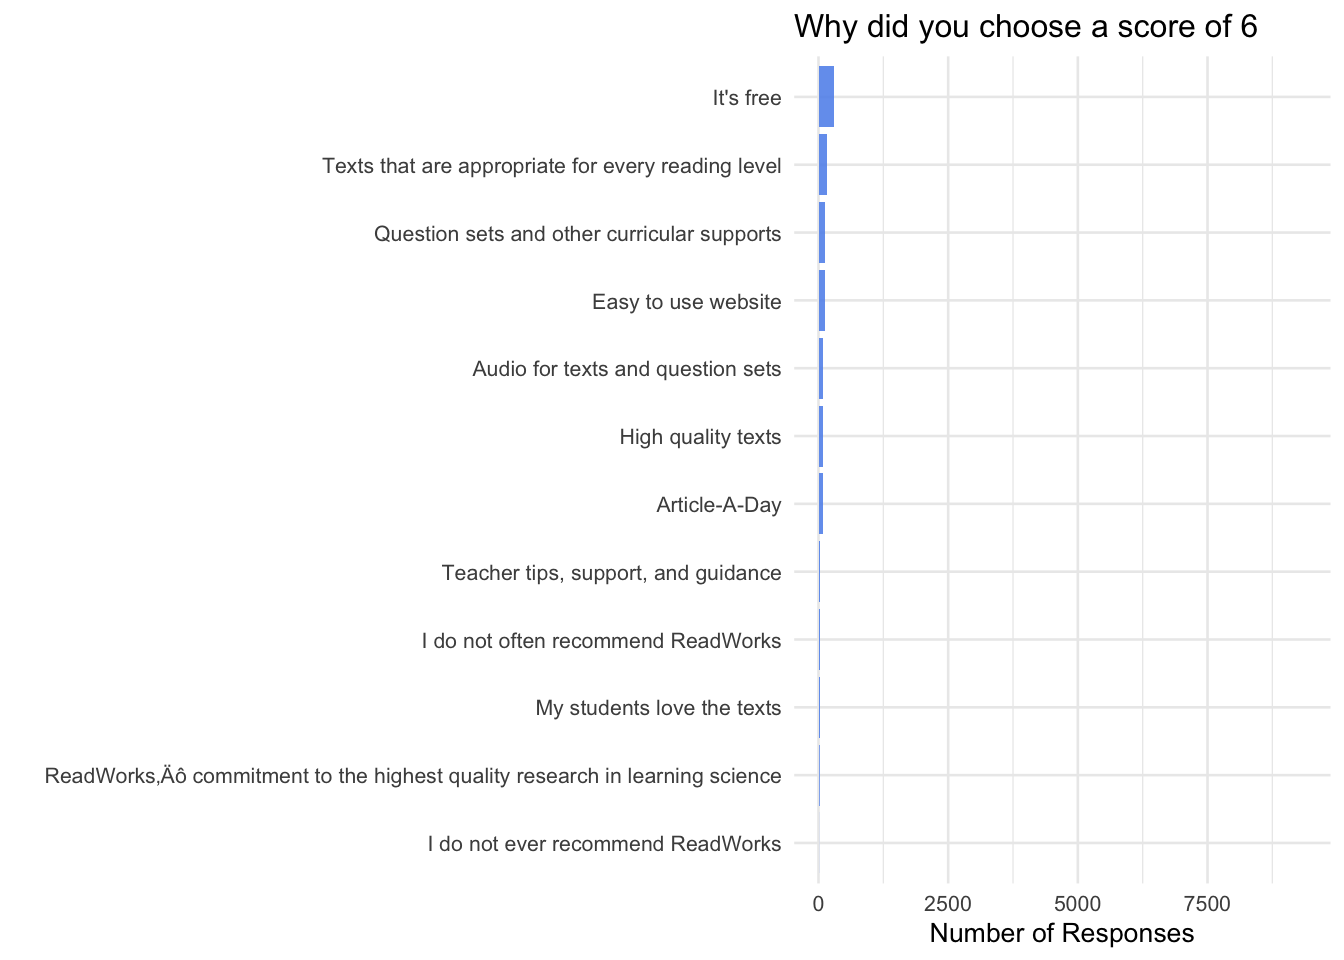 Why did you choose a score of 6
It's free
Texts that are appropriate for every reading level
Question sets and other curricular supports
Easy to use website
Audio for texts and question sets
High quality texts
Article-A-Day
Teacher tips, support, and guidance
I do not often recommend ReadWorks
My students love the texts
ReadWorks‚Äô commitment to the highest quality research in learning science
I do not ever recommend ReadWorks
0 2500 5000 7500
Number of Responses